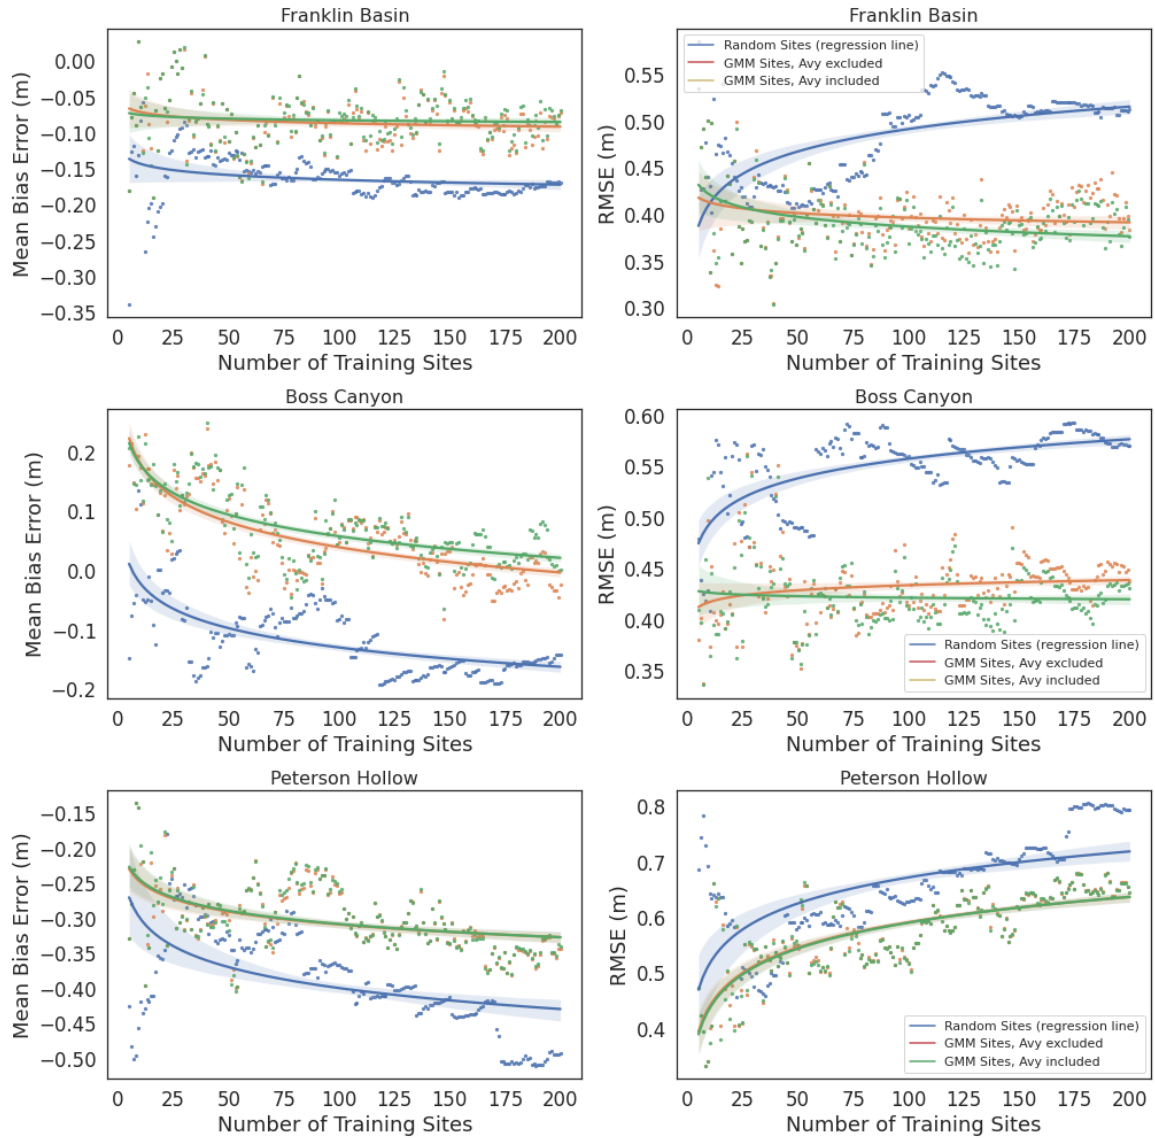 Franklin Basin
Mean Bias Error (m)
0.00
−0.05
−0.10
−0.15
−0.20
−0.25
−0.30
−0.35
0 25 50 75 100 125 150 175 200
Number of Training Sites
Franklin Basin
RMSE (m)
0.55
0.50
0.45
0.40
0.35
0.30
Random Sites (regression line)
GMM Sites, Avy excluded
GMM Sites, Avy included
0 25 50 75 100 125 150 175 200
Number of Training Sites
Boss Canyon
Mean Bias Error (m)
0.2
0.1
0.0
−0.1
−0.2
0 25 50 75 100 125 150 175 200
Number of Training Sites
Boss Canyon
RMSE (m)
0.60
0.55
0.50
0.45
0.40
0.35
Random Sites (regression line)
GMM Sites, Avy excluded
GMM Sites, Avy included
0 25 50 75 100 125 150 175 200
Number of Training Sites
Peterson Hollow
Mean Bias Error (m)
−0.15
−0.20
−0.25
−0.30
−0.35
−0.40
−0.45
−0.50
0 25 50 75 100 125 150 175 200
Number of Training Sites
Peterson Hollow
RMSE (m)
0.8
0.7
0.6
0.5
0.4
Random Sites (regression line)
GMM Sites, Avy excluded
GMM Sites, Avy included
0 25 50 75 100 125 150 175 200
Number of Training Sites